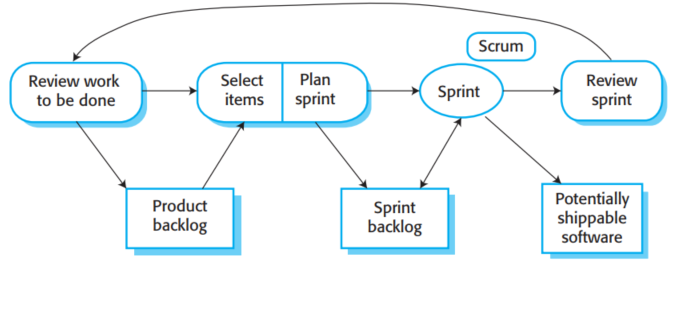 Scrum
Review work
to be done
Select
items
Plan
sprint
Sprint
Review
sprint
Product
backlog
Sprint
backlog
Potentially
shippable
software